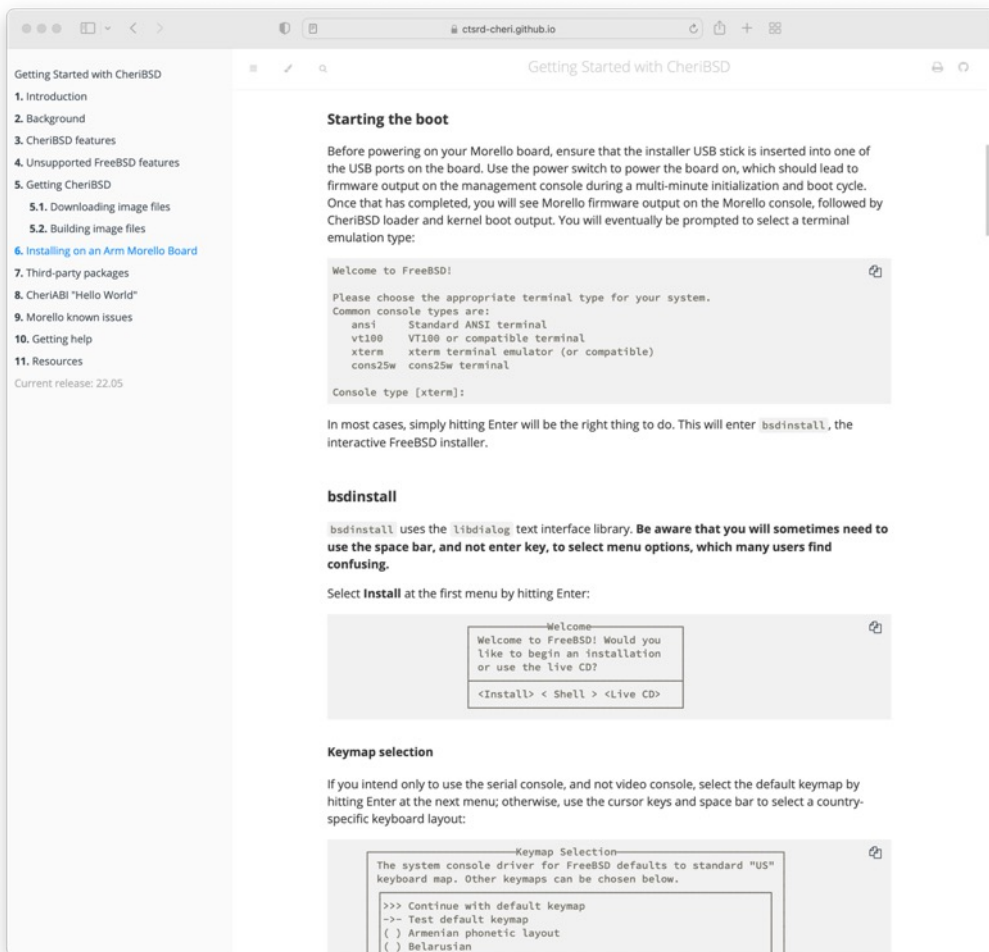 ctsrd-cheri.github.io
Getting Started with CheriBSD
1. Introduction
2. Background
3. CheriBSD features
4. Unsupported FreeBSD features
5. Getting CheriBSD
5.1. Downloading image files
5.2. Building image files
6. Installing on an Arm Morello Board
7. Third-party packages
8. CheriABI "Hello World"
9. Morello known issues
10. Getting help
11. Resources
Current release: 22.05
Getting Started with CheriBSD
Starting the boot
Before powering on your Morello board, ensure that the installer USB stick is inserted into one of
the USB ports on the board. Use the power switch to power the board on, which should lead to
firmware output on the management console during a multi-minute initialization and boot cycle.
Once that has completed, you will see Morello firmware output on the Morello console, followed by
CheriBSD loader and kernel boot output. You will eventually be prompted to select a terminal
emulation type:
Welcome to FreeBSD!
Please choose the appropriate terminal type for your system.
Common console types are:
ansi Standard ANSI terminal
vt100 VT100 or compatible terminal
xterm xterm terminal emulator (or compatible)
cons25w cons25w terminal
Console type [xterm]:
In most cases, simply hitting Enter will be the right thing to do. This will enter bsdinstall, the
interactive FreeBSD installer.
bsdinstall
bsdinstall uses the libdialog text interface library. Be aware that you will sometimes need to
use the space bar, and not enter key, to select menu options, which many users find
confusing.
Select Install at the first menu by hitting Enter:
Welcome
Welcome to FreeBSD! Would you
like to begin an installation
or use the live CD?
<Install> < Shell > <Live CD>
Keymap selection
If you intend only to use the serial console, and not video console, select the default keymap by
hitting Enter at the next menu; otherwise, use the cursor keys and space bar to select a country-
specific keyboard layout:
Keymap Selection
The system console driver for FreeBSD defaults to standard "US"
keyboard map. Other keymaps can be chosen below.
>>> Continue with default keymap
->- Test default keymap
( ) Armenian phonetic layout
( ) Belarusian